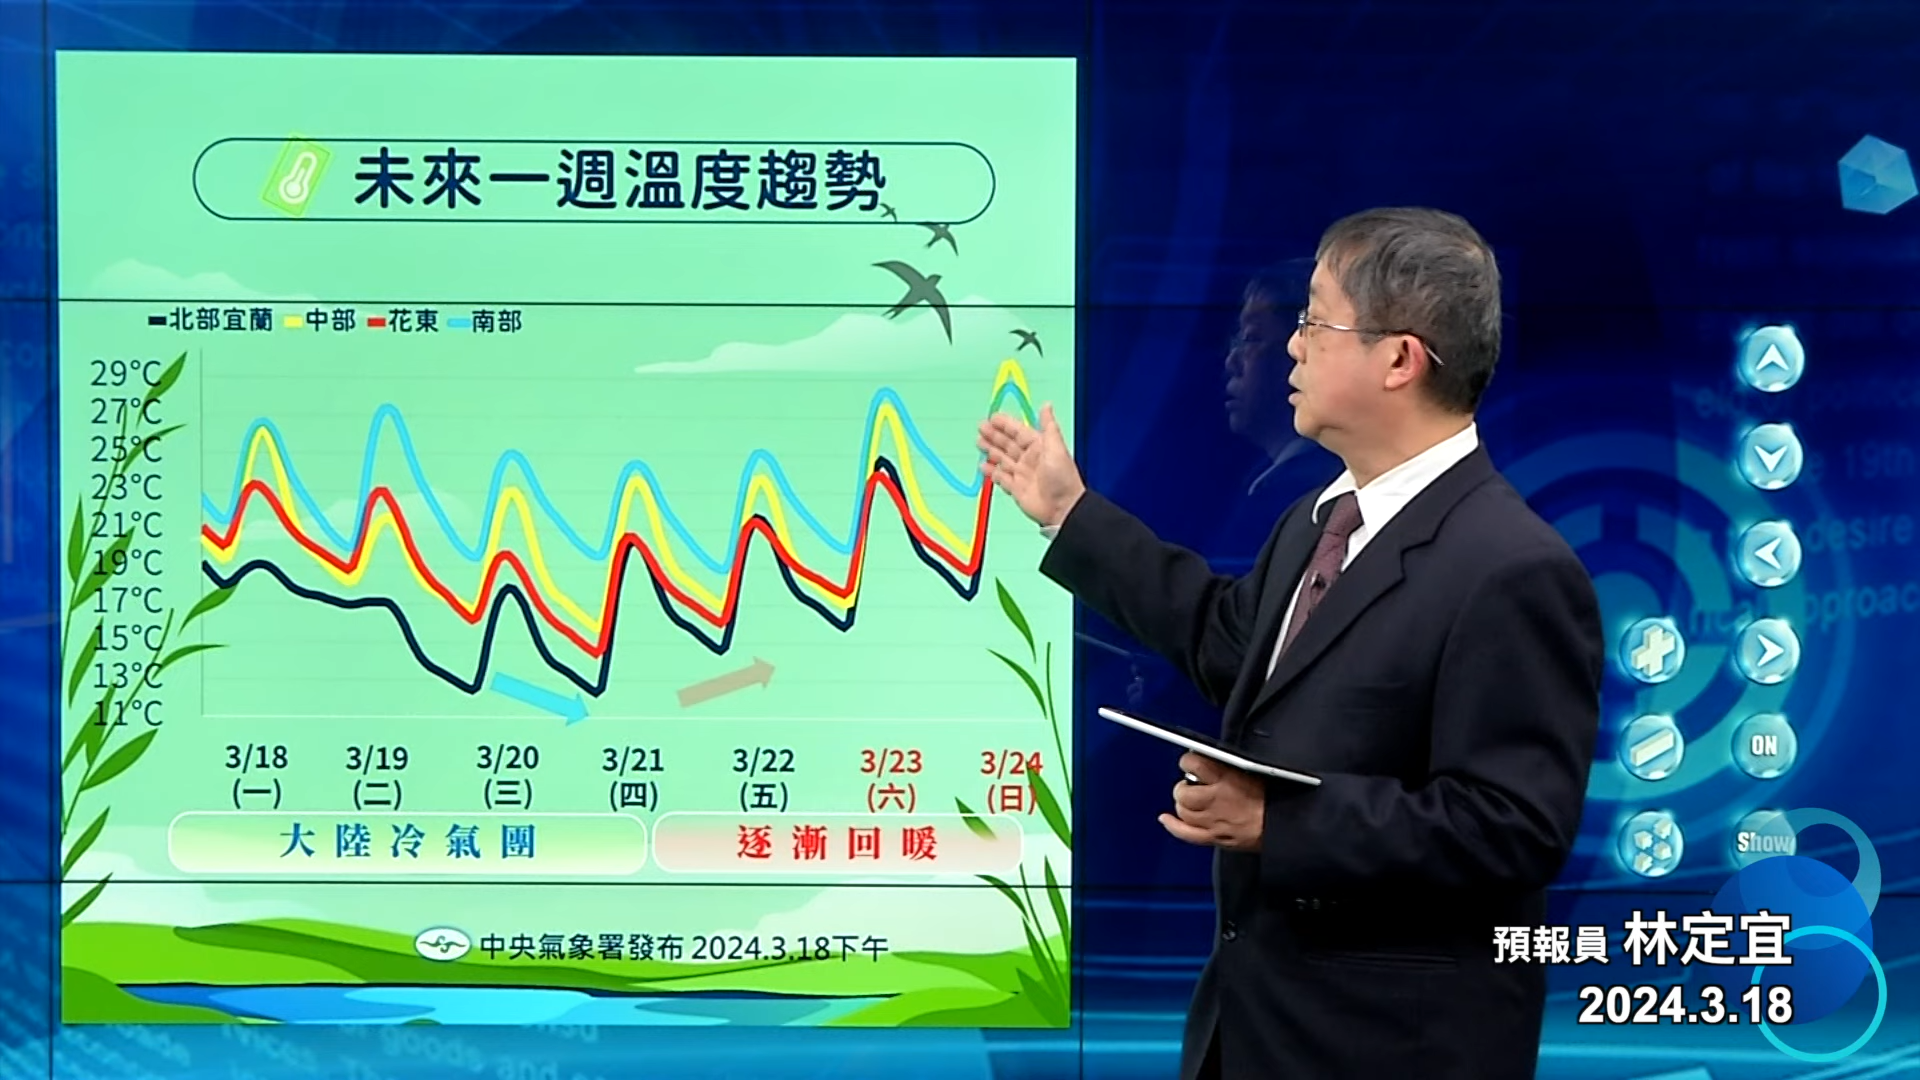 未來一週溫度趨勢
北部宜蘭 中部 花東 南部
29°C
27°C
25°C
23°C
21°C
19°C
17°C
15°C
13°C
11°C
3/18 3/19 3/20 3/21 3/22 3/23 3/24
(一) (二) (三) (四) (五) (六) (日)
大陸冷氣團 逐漸回暖
中央氣象署發布 2024.3.18下午
ON
Show
預報員 林定宜
2024.3.18